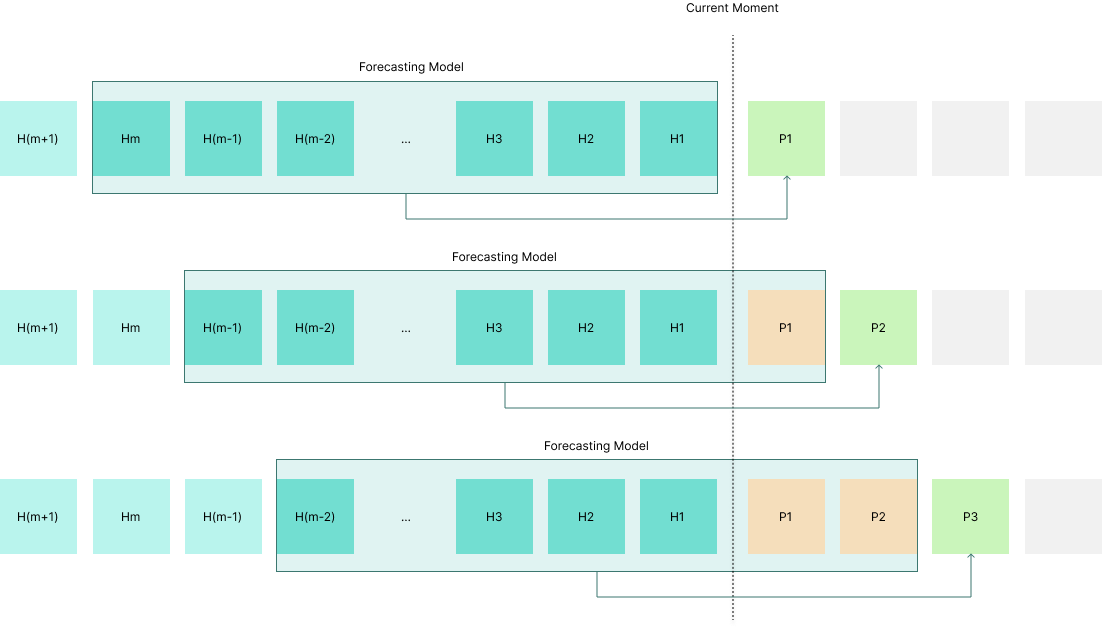 Current Moment
Forecasting Model
H(m+1) Hm H(m-1) H(m-2) ... H3 H2 H1 P1
Forecasting Model
H(m+1) Hm H(m-1) H(m-2) ... H3 H2 H1 P1 P2
Forecasting Model
H(m+1) Hm H(m-1) H(m-2) ... H3 H2 H1 P1 P2 P3